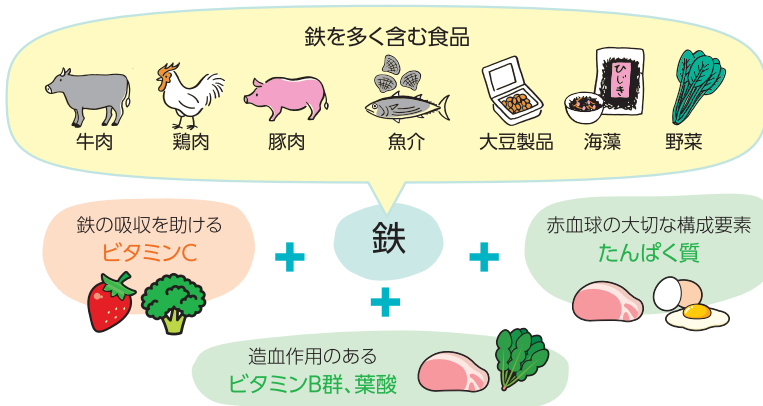 鉄を多く含む食品
ひじき
牛肉
鶏肉
豚肉
魚介
大豆製品
海藻
野菜
鉄の吸収を助ける
ビタミンC
+
鉄
+
赤血球の大切な構成要素
たんぱく質
+
造血作用のある
ビタミンB群、葉酸